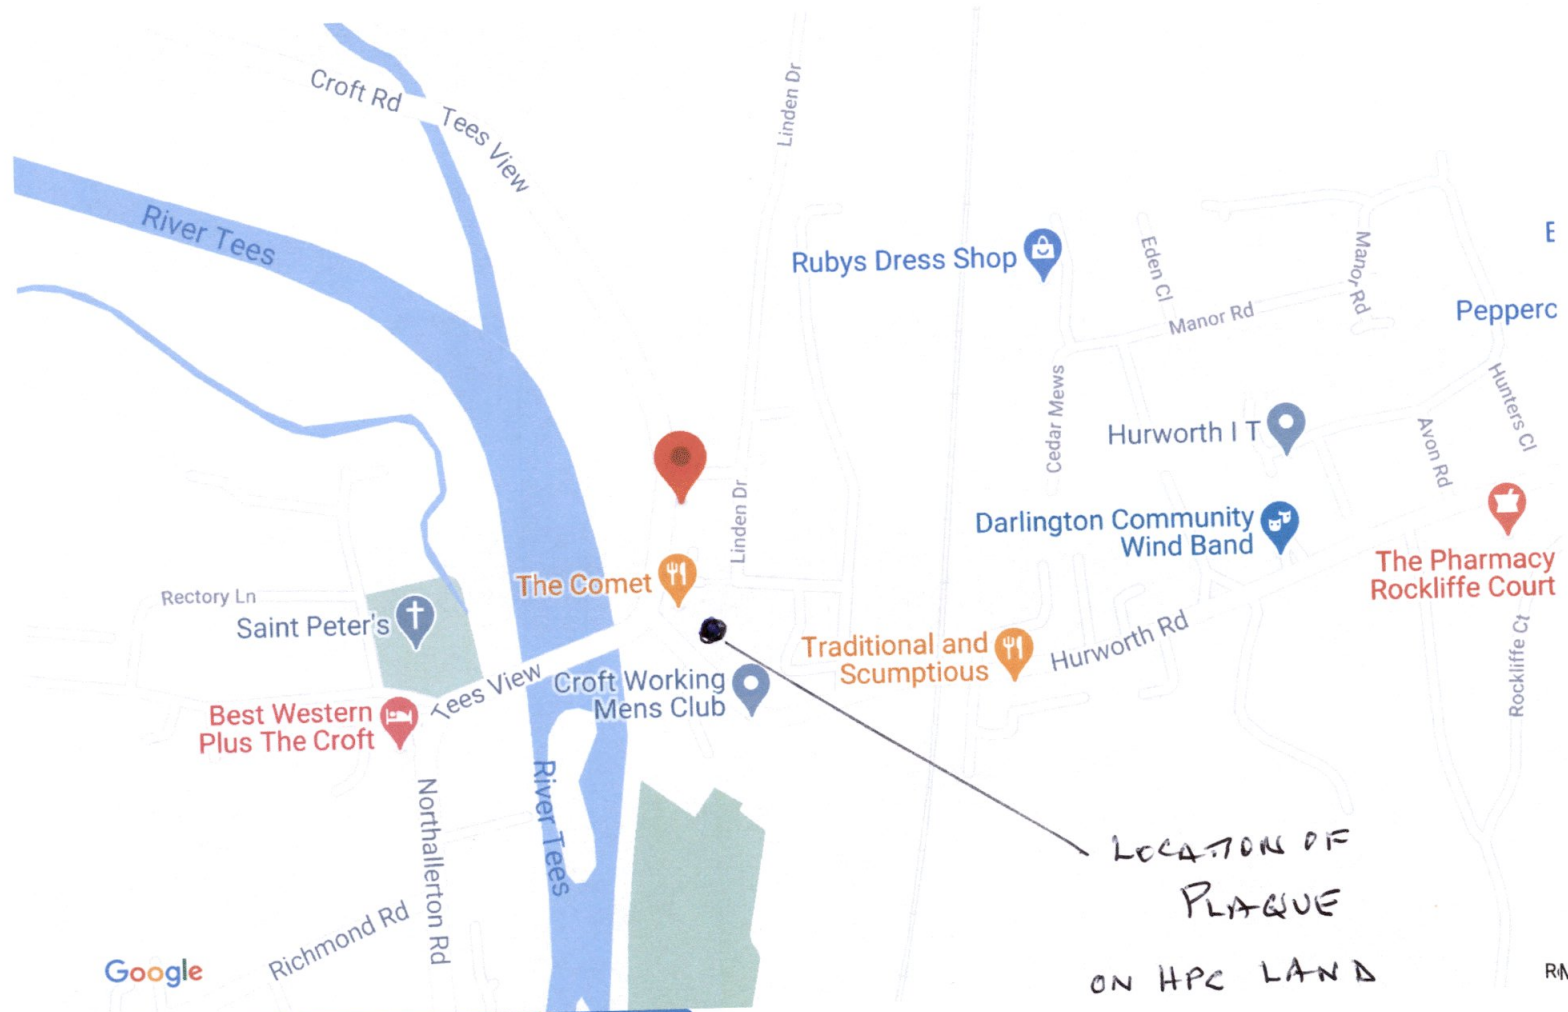 Croft Rd
Tees View
Linden Dr
River Tees
Rubys Dress Shop
Eden Cl
Manor Rd
Manor Rd
E
Pepperc
Cedar Mews
Hurworth I T
Avon Rd
Hunters Cl
Linden Dr
Darlington Community
Wind Band
The Pharmacy
Rockliffe Court
The Comet
Rectory Ln
Saint Peter's
Traditional and
Scumptious
Hurworth Rd
Rockliffe Ct
Tees View
Croft Working
Mens Club
Best Western
Plus The Croft
River Tees
Northallerton Rd
Richmond Rd
LOCATION OF
PLAQUE
ON HPC LAND
Google